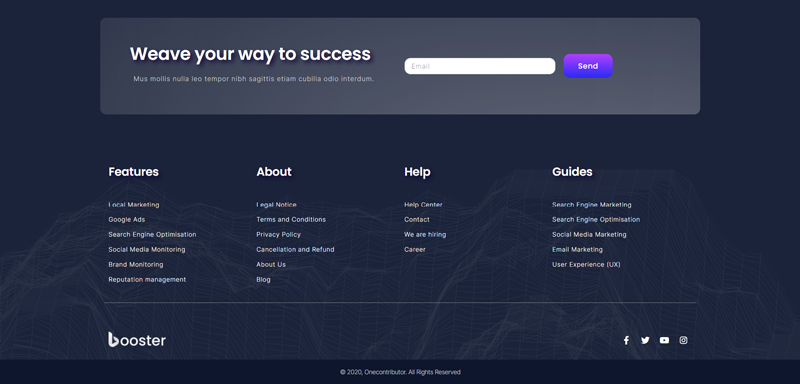 Weave your way to success
Mus mollis nulla leo tempor nibh sagittis etiam cubilia odio interdum.
Email
Send
Features
Local Marketing
Google Ads
Search Engine Optimisation
Social Media Monitoring
Brand Monitoring
Reputation management
About
Legal Notice
Terms and Conditions
Privacy Policy
Cancellation and Refund
About Us
Blog
Help
Help Center
Contact
We are hiring
Career
Guides
Search Engine Marketing
Search Engine Optimisation
Social Media Marketing
Email Marketing
User Experience (UX)
booster
© 2020, Onecontributor. All Rights Reserved